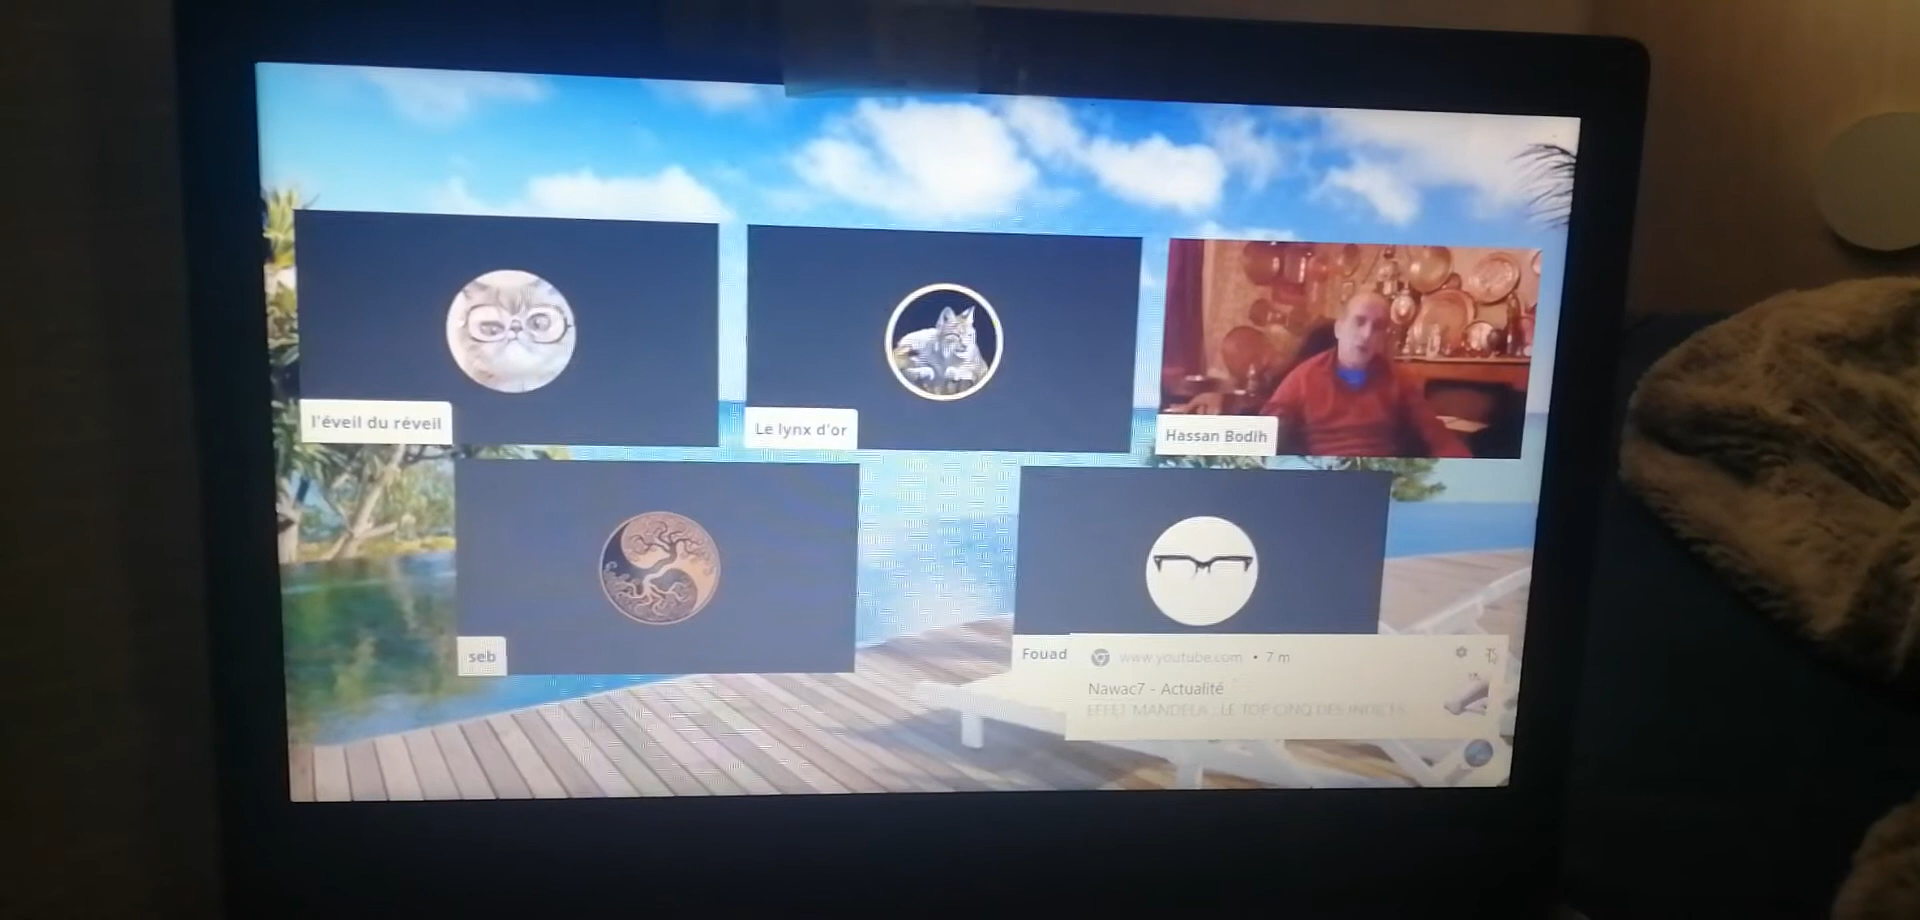 l'éveil du réveil
Le lynx d'or
Hassan Bodih
seb
Fouad
www.youtube.com • 7 m
Nawac7 - Actualité
EFFET MANDELA : LE TOP CINQ DES INDICES